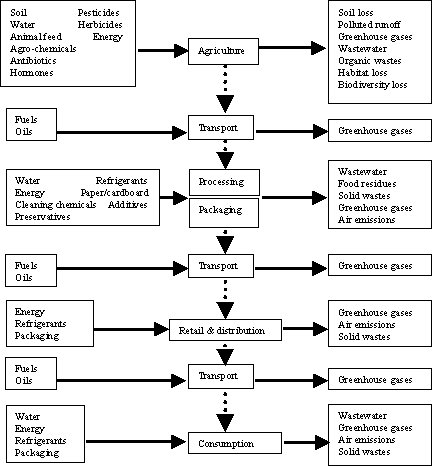 Soil Pesticides
Water Herbicides
Animal feed Energy
Agro-chemicals
Antibiotics
Hormones
Agriculture
Soil loss
Polluted runoff
Greenhouse gases
Wastewater
Organic wastes
Habitat loss
Biodiversity loss
Fuels
Oils
Transport
Greenhouse gases
Water Refrigerants
Energy Paper/cardboard
Cleaning chemicals Additives
Preservatives
Processing
Packaging
Wastewater
Food residues
Solid wastes
Greenhouse gases
Air emissions
Fuels
Oils
Transport
Greenhouse gases
Energy
Refrigerants
Packaging
Retail & distribution
Greenhouse gases
Air emissions
Solid wastes
Fuels
Oils
Transport
Greenhouse gases
Water
Energy
Refrigerants
Packaging
Consumption
Wastewater
Greenhouse gases
Air emissions
Solid wastes